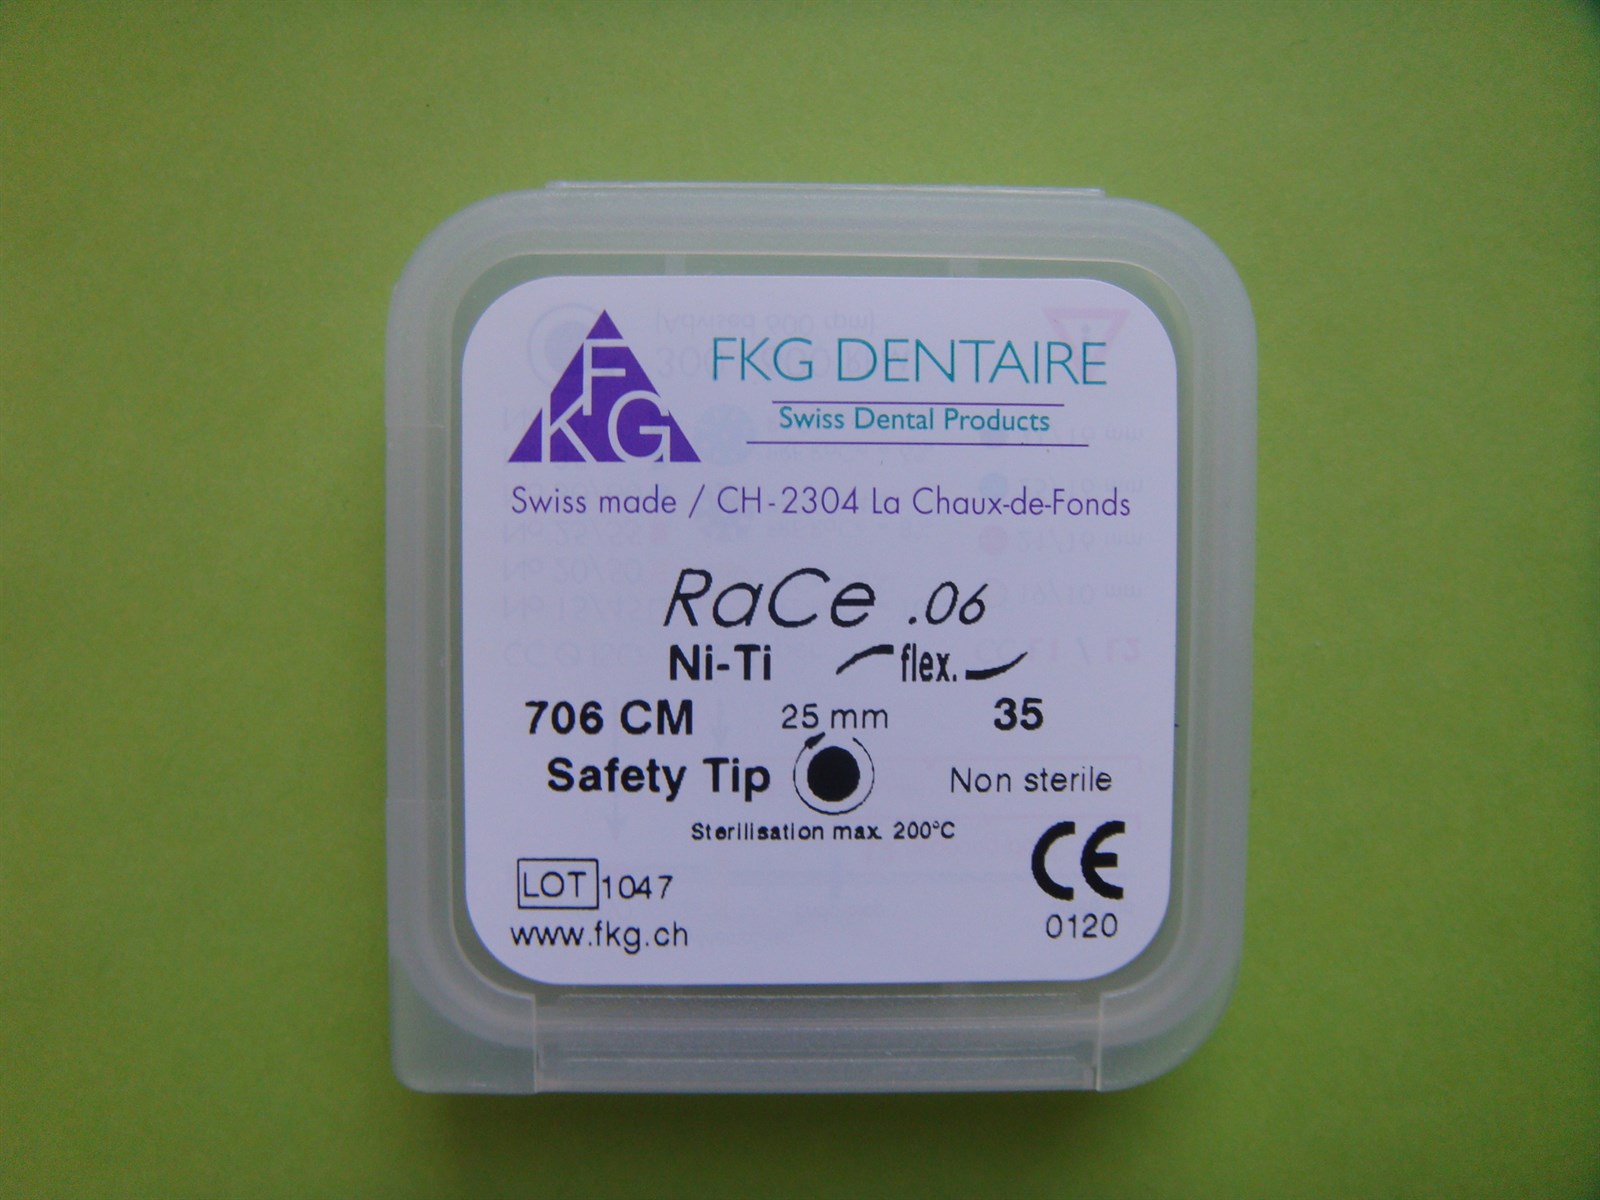 FKG
FKG DENTAIRE
Swiss Dental Products
Swiss made / CH-2304 La Chaux-de-Fonds
RaCe .06
Ni-Ti flex.
706 CM 25 mm 35
Safety Tip Non sterile
Sterilisation max. 200°C
LOT 1047 CE
www.fkg.ch 0120